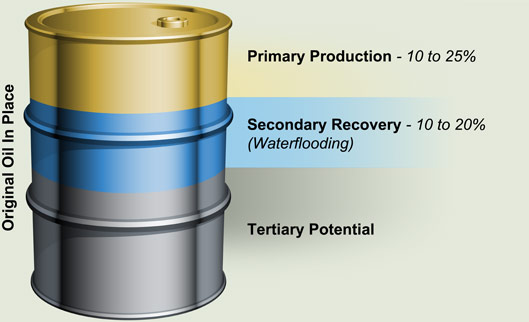 Original Oil In Place
Primary Production - 10 to 25%
Secondary Recovery - 10 to 20%
(Waterflooding)
Tertiary Potential